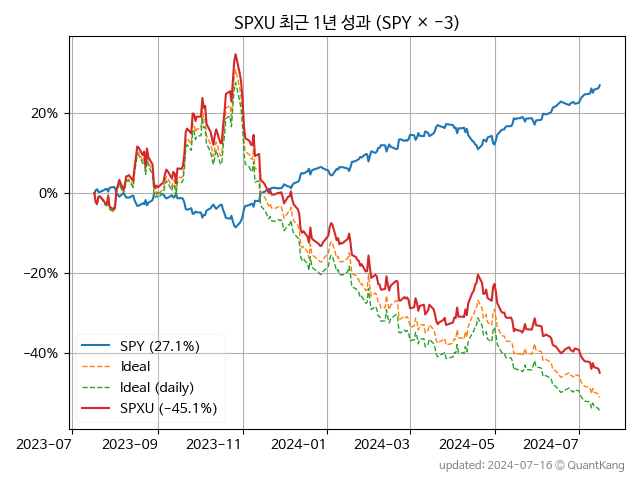 SPXU 최근 1년 성과 (SPY × −3)
20%
0%
−20%
−40%
SPY (27.1%)
Ideal
Ideal (daily)
SPXU (−45.1%)
2023-07 2023-09 2023-11 2024-01 2024-03 2024-05 2024-07
updated: 2024-07-16 © QuantKang